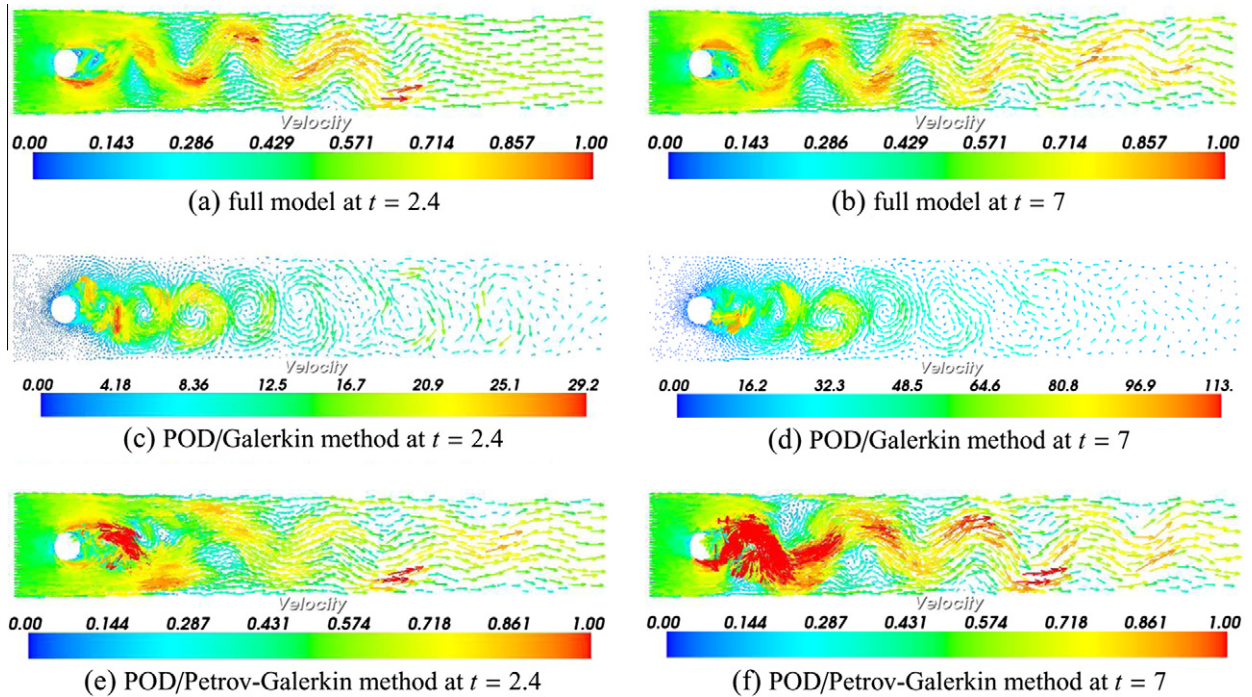 Velocity
0.00 0.143 0.286 0.429 0.571 0.714 0.857 1.00
(a) full model at t = 2.4
Velocity
0.00 0.143 0.286 0.429 0.571 0.714 0.857 1.00
(b) full model at t = 7
Velocity
0.00 4.18 8.36 12.5 16.7 20.9 25.1 29.2
(c) POD/Galerkin method at t = 2.4
Velocity
0.00 16.2 32.3 48.5 64.6 80.8 96.9 113.
(d) POD/Galerkin method at t = 7
Velocity
0.00 0.144 0.287 0.431 0.574 0.718 0.861 1.00
(e) POD/Petrov-Galerkin method at t = 2.4
Velocity
0.00 0.144 0.287 0.431 0.574 0.718 0.861 1.00
(f) POD/Petrov-Galerkin method at t = 7